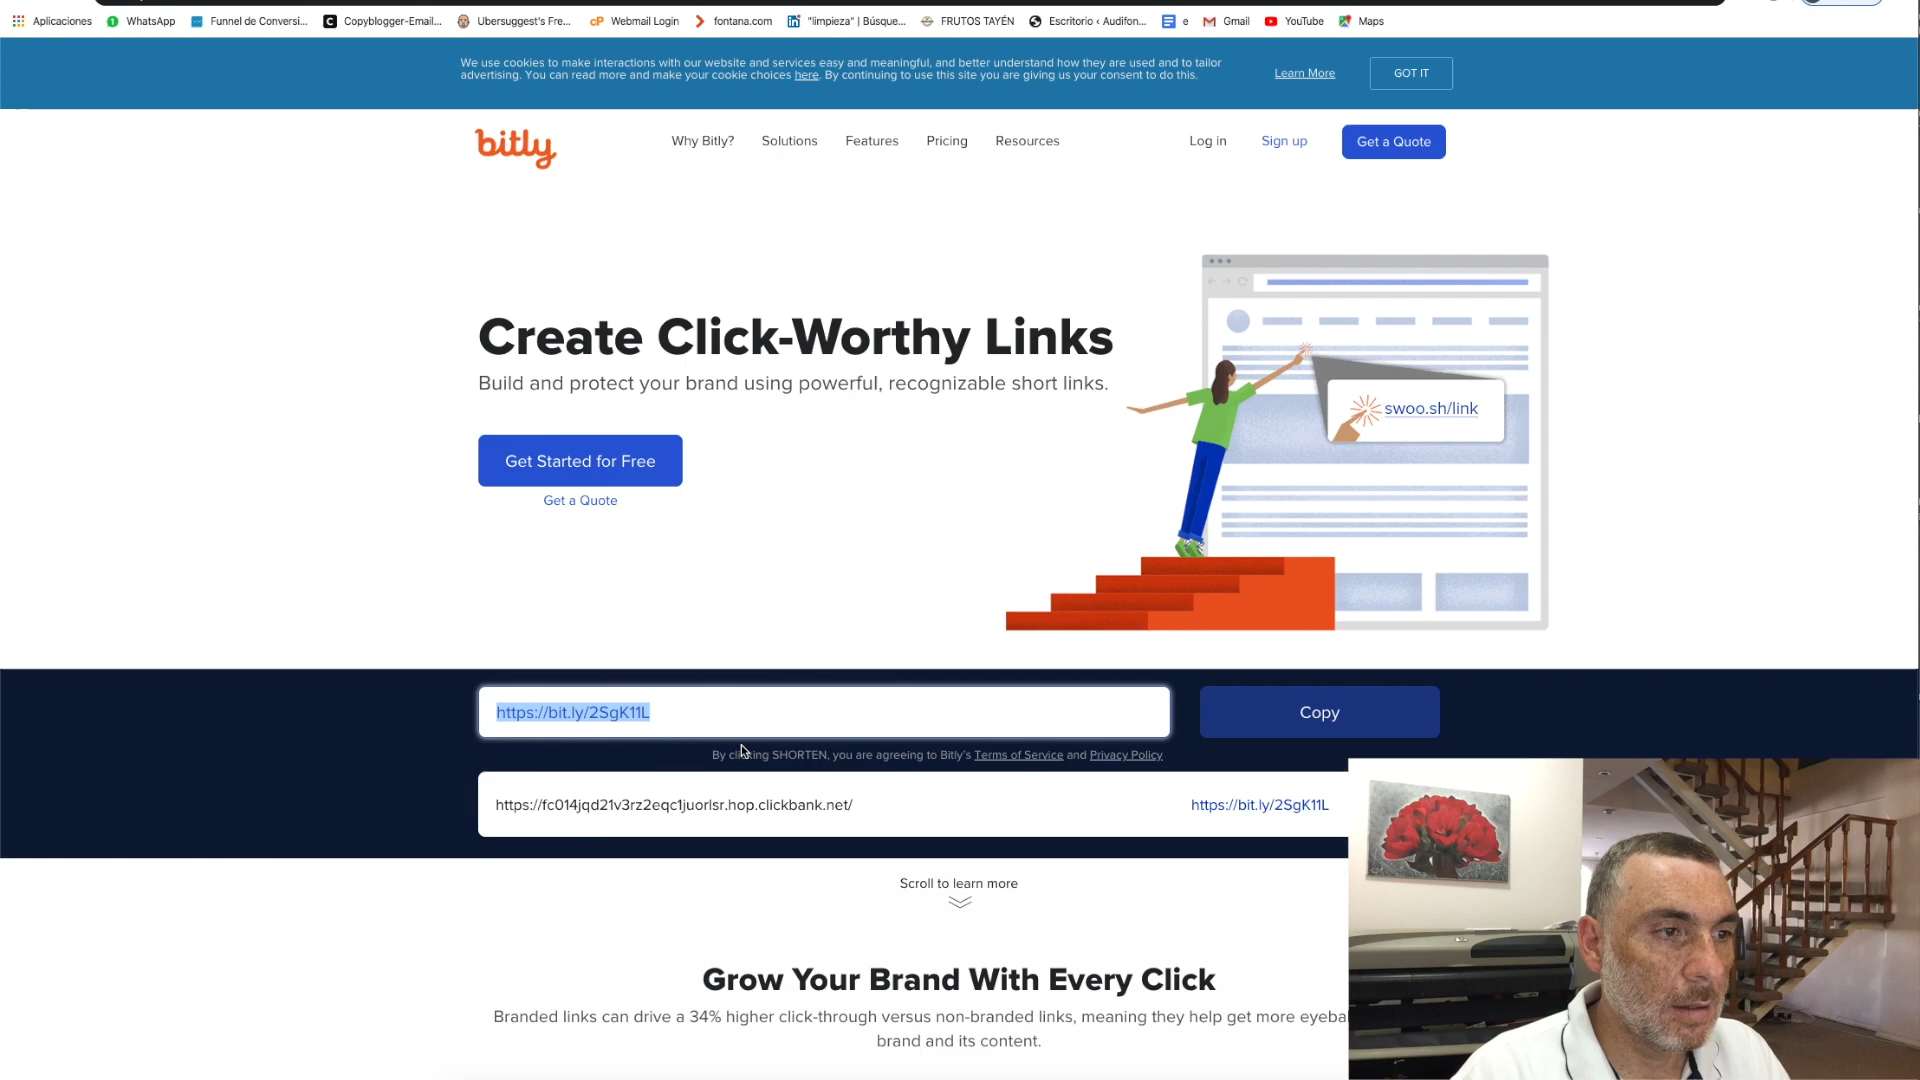 Aplicaciones WhatsApp Funnel de Conversi... Copyblogger-Email... Ubersuggest's Fre... Webmail Login fontana.com "limpieza" | Búsque... FRUTOS TAYÉN Escritorio ‹ Audifon... e Gmail YouTube Maps
We use cookies to make interactions with our website and services easy and meaningful, and better understand how they are used and to tailor
advertising. You can read more and make your cookie choices here. By continuing to use this site you are giving us your consent to do this.
Learn More
GOT IT
bitly
Why Bitly? Solutions Features Pricing Resources Log in Sign up Get a Quote
Create Click-Worthy Links
Build and protect your brand using powerful, recognizable short links.
swoo.sh/link
Get Started for Free
Get a Quote
https://bit.ly/2SgK11L
Copy
By clicking SHORTEN, you are agreeing to Bitly's Terms of Service and Privacy Policy
https://fc014jqd21v3rz2eqc1juorlsr.hop.clickbank.net/ https://bit.ly/2SgK11L
Scroll to learn more
Grow Your Brand With Every Click
Branded links can drive a 34% higher click-through versus non-branded links, meaning they help get more eyeba
brand and its content.